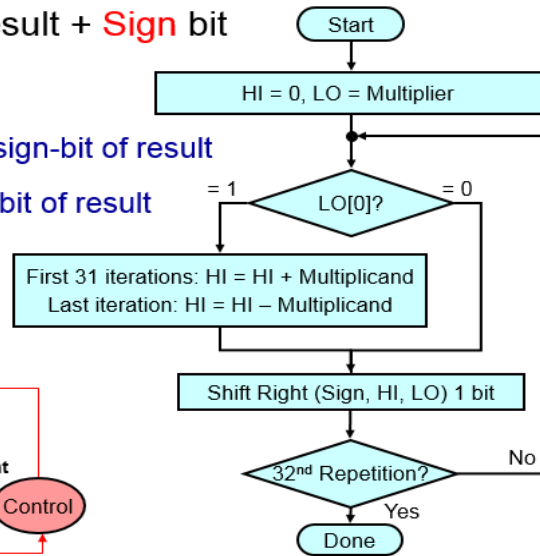 esult + Sign bit
sign-bit of result
bit of result
Start
HI = 0, LO = Multiplier
= 1
LO[0]?
= 0
First 31 iterations: HI = HI + Multiplicand
Last iteration: HI = HI – Multiplicand
Shift Right (Sign, HI, LO) 1 bit
32nd Repetition?
No
Yes
Done
Control